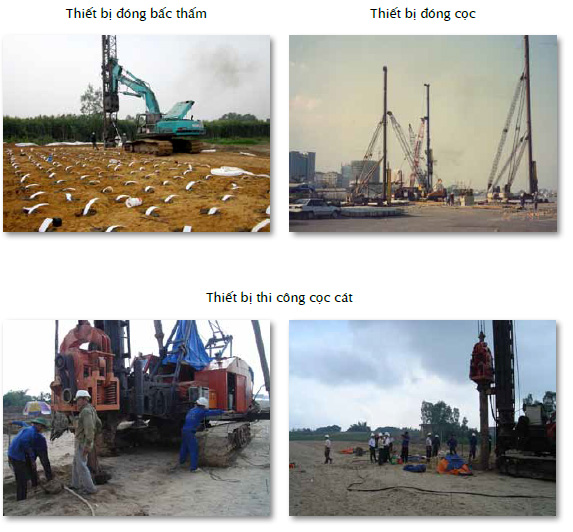 Thiết bị đóng bấc thấm
Thiết bị đóng cọc
Thiết bị thi công cọc cát